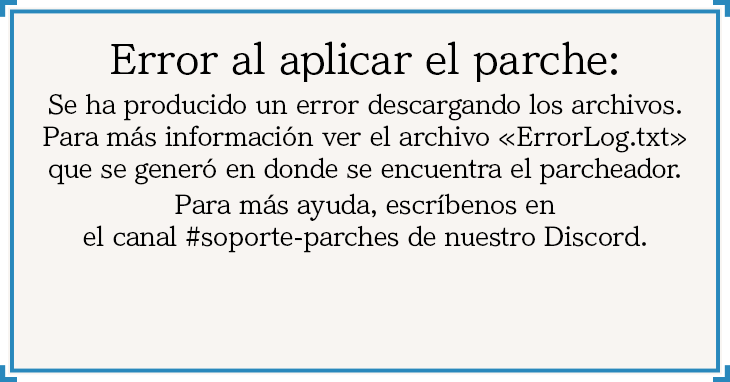 Error al aplicar el parche:
Se ha producido un error descargando los archivos.
Para más información ver el archivo «ErrorLog.txt»
que se generó en donde se encuentra el parcheador.
Para más ayuda, escríbenos en
el canal #soporte-parches de nuestro Discord.